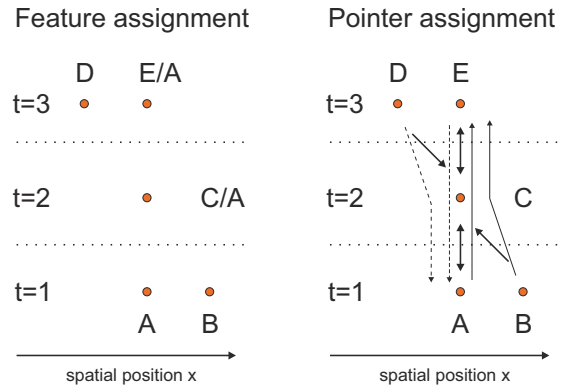 Feature assignment
D E/A
t=3
t=2 C/A
t=1
A B
spatial position x
Pointer assignment
D E
t=3
t=2 C
t=1
A B
spatial position x